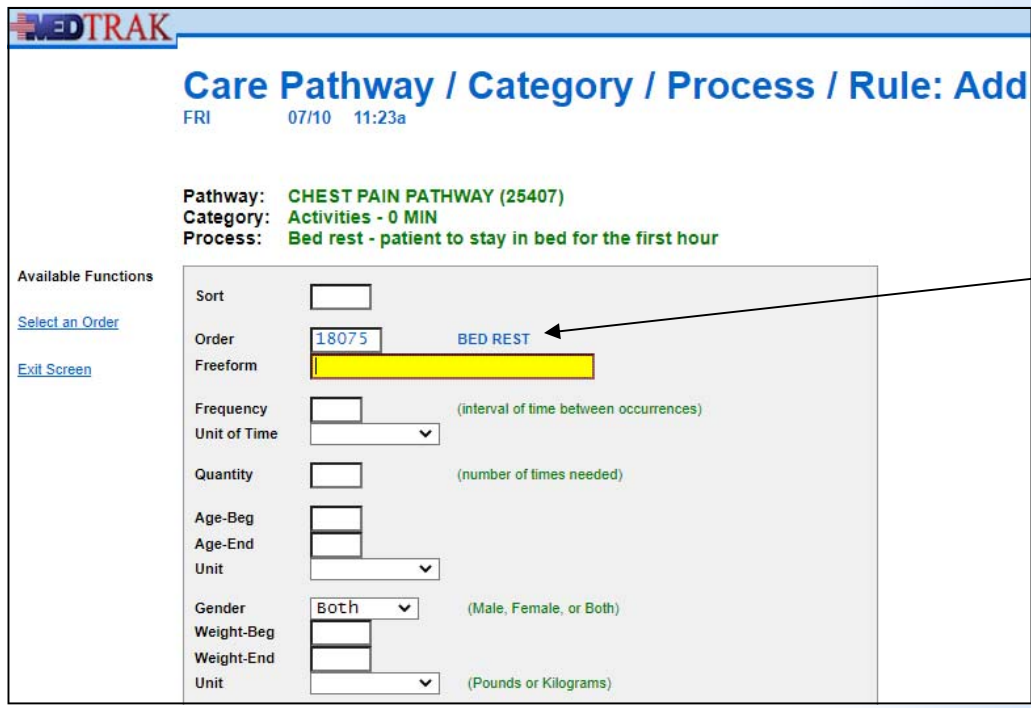 MEDTRAK
Care Pathway / Category / Process / Rule: Add
FRI 07/10 11:23a
Pathway: CHEST PAIN PATHWAY (25407)
Category: Activities - 0 MIN
Process: Bed rest - patient to stay in bed for the first hour
Available Functions
Select an Order
Exit Screen
Sort
Order 18075 BED REST
Freeform
Frequency (interval of time between occurrences)
Unit of Time
Quantity (number of times needed)
Age-Beg
Age-End
Unit
Gender Both (Male, Female, or Both)
Weight-Beg
Weight-End
Unit (Pounds or Kilograms)